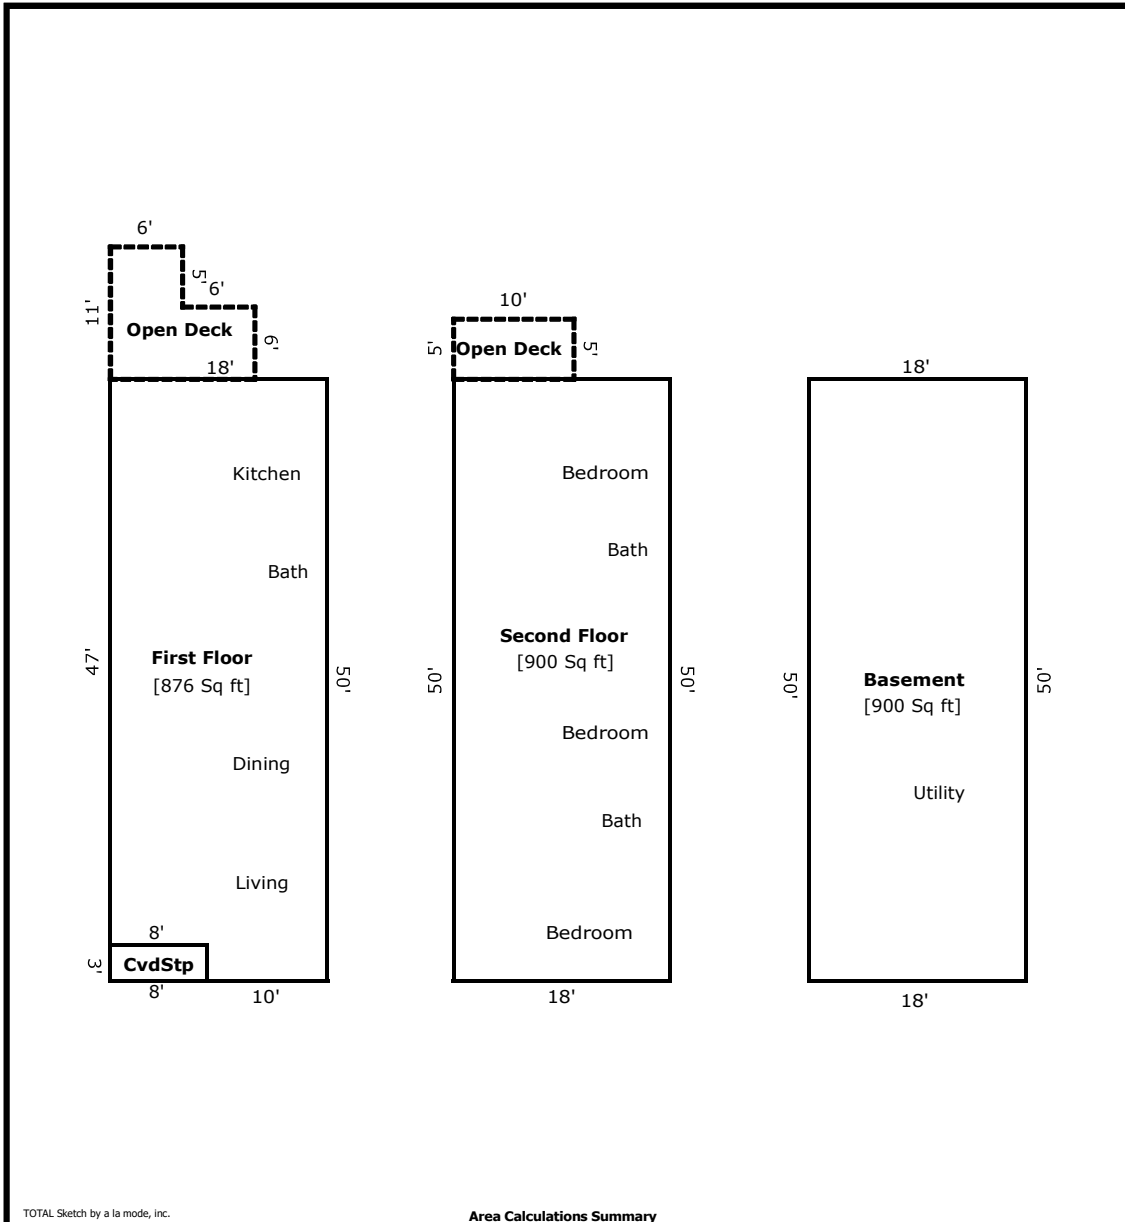 6'
5'
6'
11'
Open Deck
6'
18'
10'
5'
Open Deck
5'
18'
Kitchen
Bedroom
Bath
Bath
Second Floor
[900 Sq ft]
First Floor
[876 Sq ft]
47'
50'
50'
50'
50'
Basement
[900 Sq ft]
50'
Bedroom
Dining
Utility
Bath
Living
8'
Bedroom
3'
CvdStp
8'
10'
18'
18'
TOTAL Sketch by a la mode, inc.
Area Calculations Summary